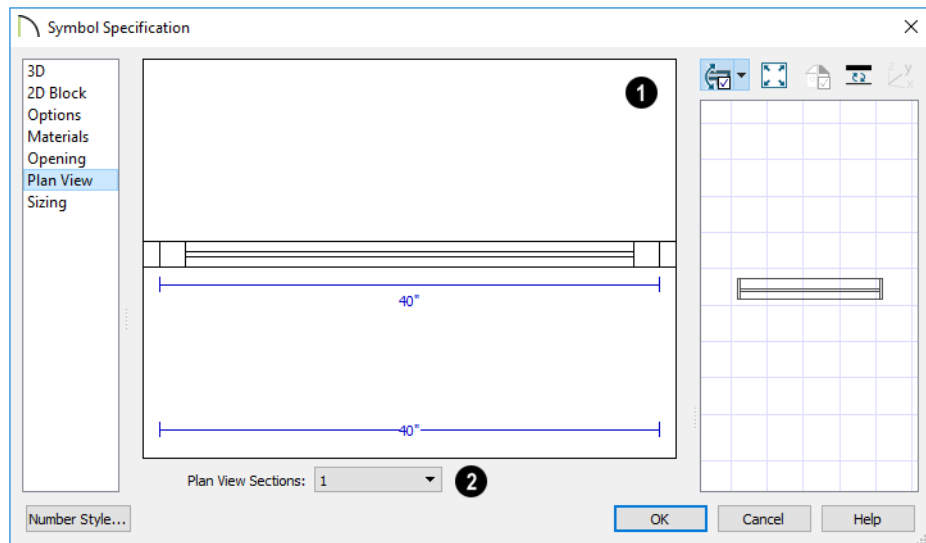 Symbol Specification
3D
2D Block
Options
Materials
Opening
Plan View
Sizing
1
40"
40"
Plan View Sections: 1
2
z y
x
Number Style...
OK
Cancel
Help